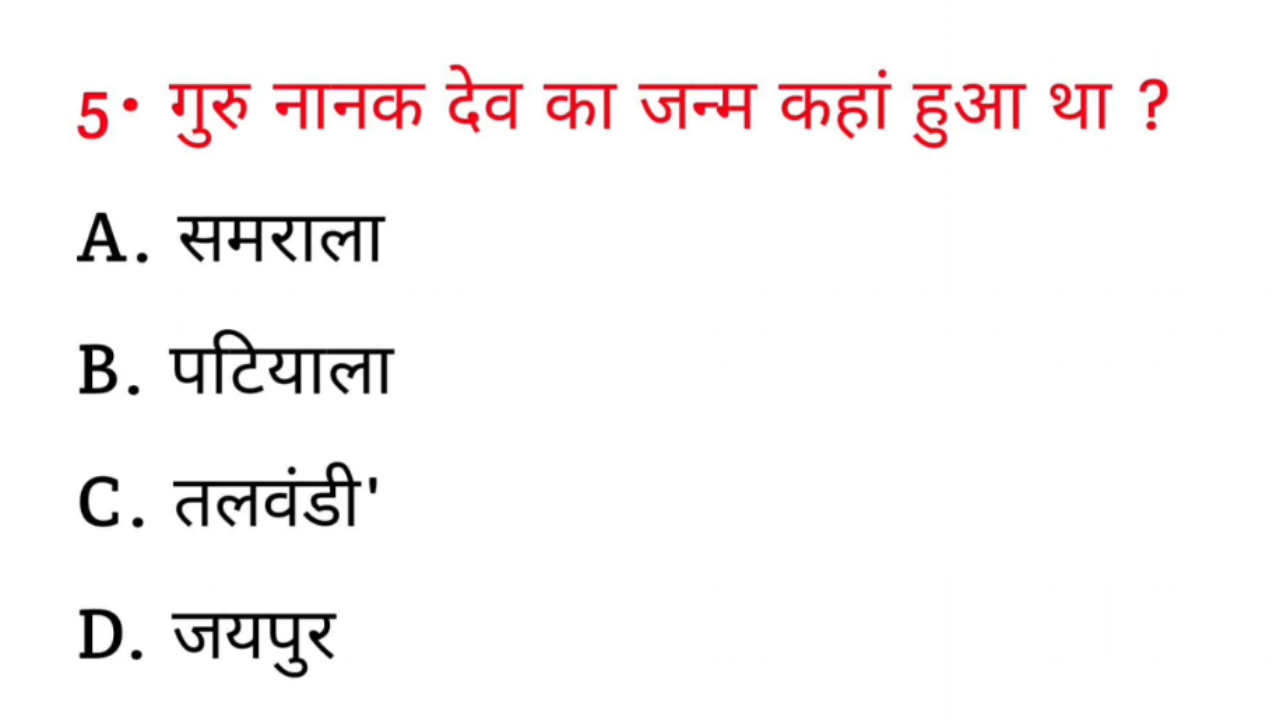 5• गुरु नानक देव का जन्म कहां हुआ था ?
A. समराला
B. पटियाला
C. तलवंडी'
D. जयपुर